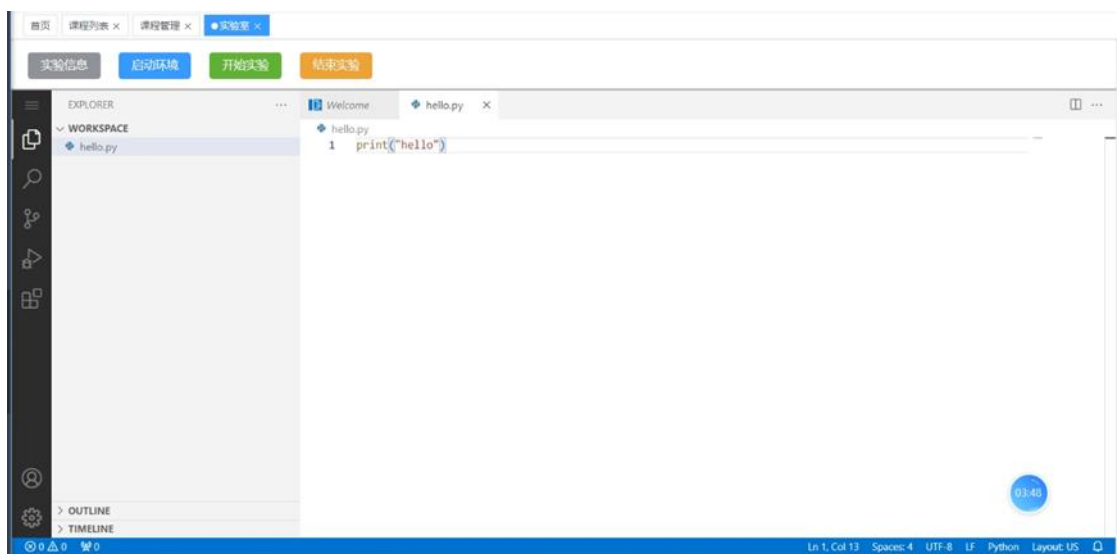 首页 课程列表 × 课程管理 × 实验室 ×
实验信息 启动环境 开始实验 结束实验
EXPLORER ... Welcome hello.py ×
WORKSPACE
hello.py
hello.py
1 print("hello")
03:48
OUTLINE
TIMELINE
0 0 0 Ln 1, Col 13 Spaces: 4 UTF-8 LF Python Layout: US